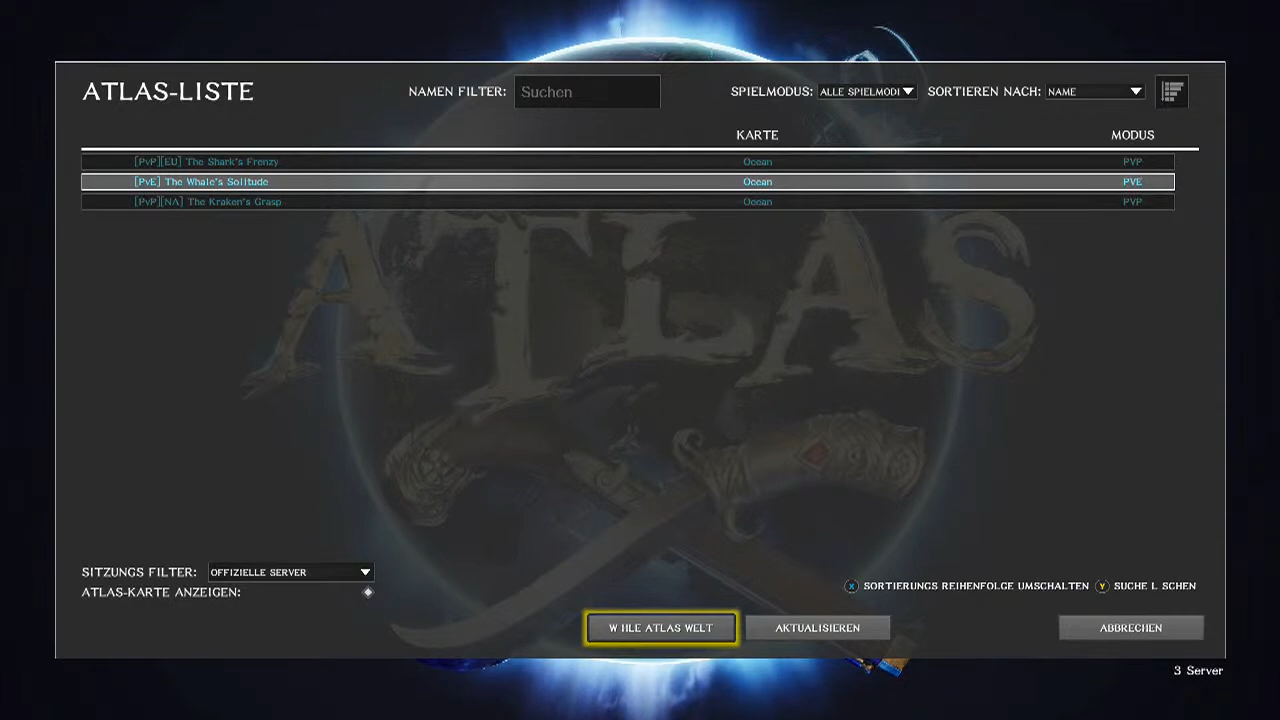 ATLAS-LISTE
NAMEN FILTER: Suchen
SPIELMODUS: ALLE SPIELMODI
SORTIEREN NACH: NAME
KARTE MODUS
[PvP][EU] The Shark's Frenzy Ocean PVP
[PvE] The Whale's Solitude Ocean PVE
[PvP][NA] The Kraken's Grasp Ocean PVP
ATLAS
SITZUNGS FILTER: OFFIZIELLE SERVER
ATLAS-KARTE ANZEIGEN:
X SORTIERUNGS REIHENFOLGE UMSCHALTEN Y SUCHE L SCHEN
W HLE ATLAS WELT
AKTUALISIEREN
ABBRECHEN
3 Server